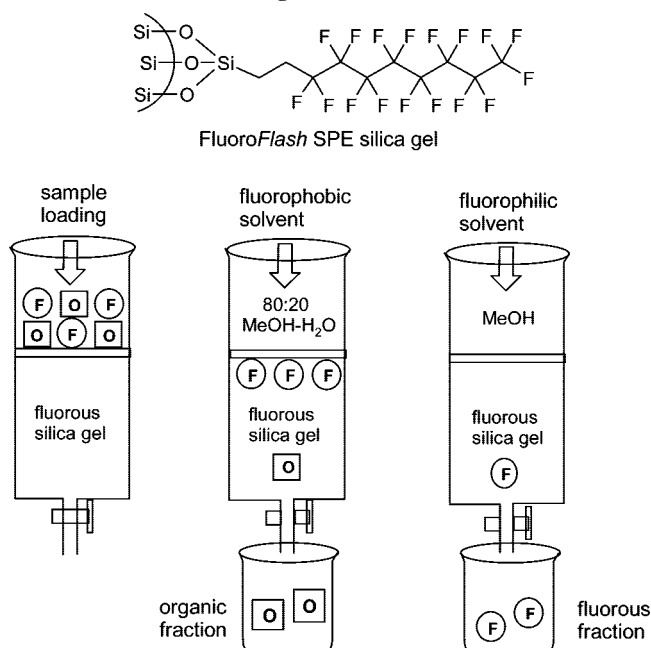 F F F F F F F F
Si O
Si O Si F
Si O F F F F F F F F
FluoroFlash SPE silica gel
sample
loading
F O F
O F O
fluorous
silica gel
fluorophobic
solvent
80:20
MeOH-H₂O
F F F
fluorous
silica gel
O
organic
fraction
O O
fluorophilic
solvent
MeOH
fluorous
silica gel
F
F F
fluorous
fraction